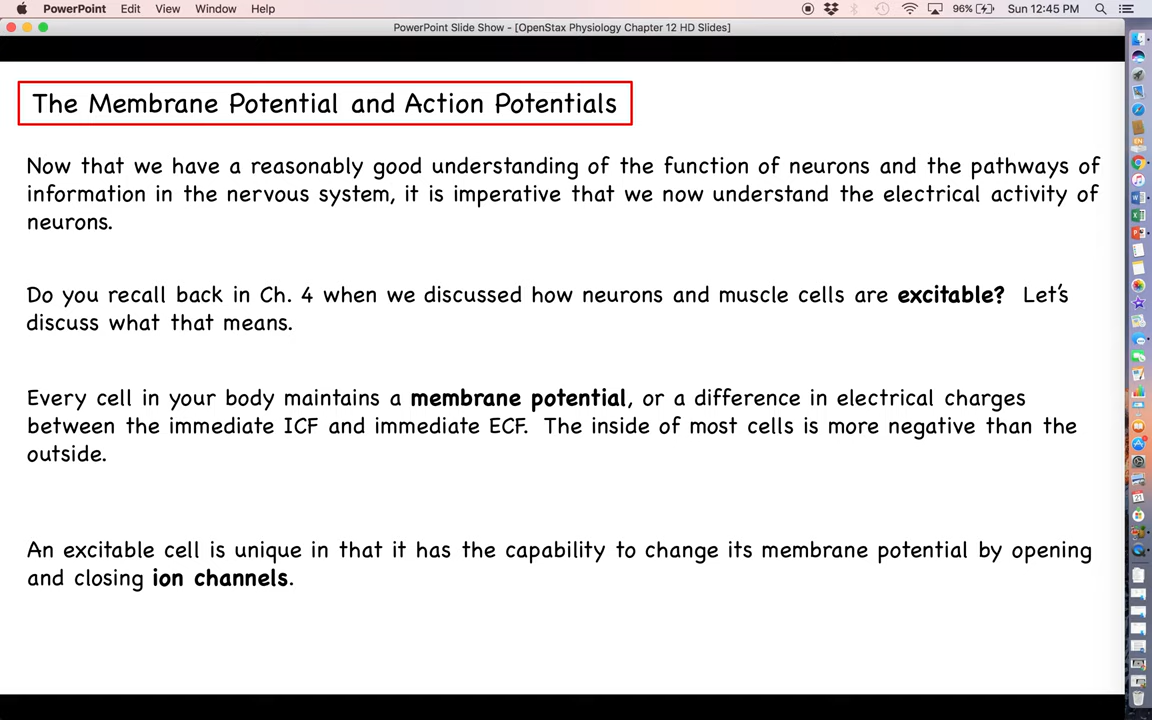 PowerPoint Edit View Window Help 96% Sun 12:45 PM
PowerPoint Slide Show - [OpenStax Physiology Chapter 12 HD Slides]
The Membrane Potential and Action Potentials
Now that we have a reasonably good understanding of the function of neurons and the pathways of
information in the nervous system, it is imperative that we now understand the electrical activity of
neurons.
Do you recall back in Ch. 4 when we discussed how neurons and muscle cells are excitable? Let's
discuss what that means.
Every cell in your body maintains a membrane potential, or a difference in electrical charges
between the immediate ICF and immediate ECF. The inside of most cells is more negative than the
outside.
An excitable cell is unique in that it has the capability to change its membrane potential by opening
and closing ion channels.